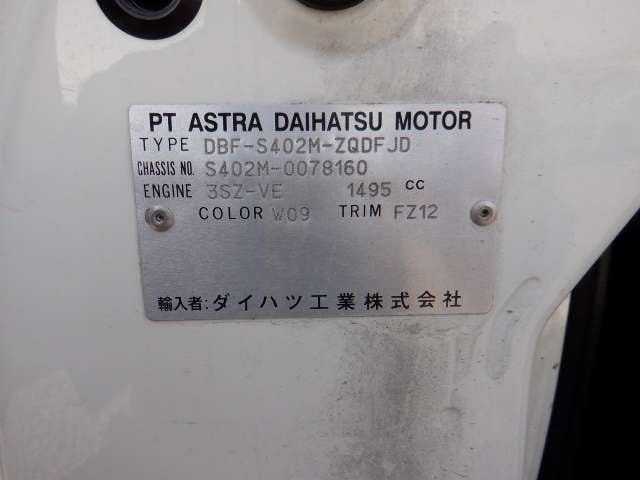 PT ASTRA DAIHATSU MOTOR
TYPE DBF-S402M-ZQDFJD
CHASSIS NO. S402M-0078160
ENGINE 3SZ-VE 1495 cc
COLOR W09 TRIM FZ12
輸入者:ダイハツ工業株式会社